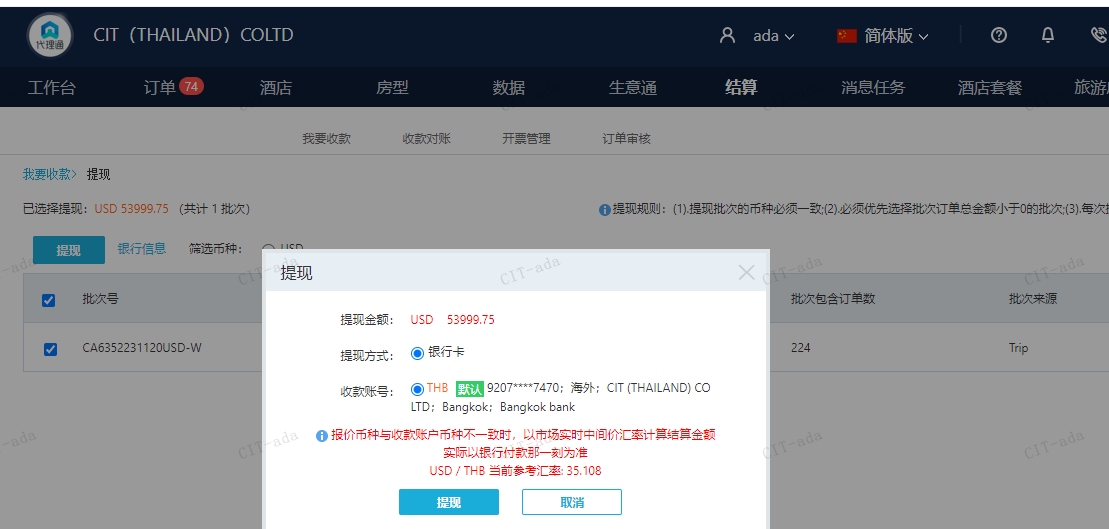 代理通
CIT（THAILAND）COLTD
ada
简体版
工作台
订单 74
酒店
房型
数据
生意通
结算
消息任务
酒店套餐
旅游
我要收款
收款对账
开票管理
订单审核
我要收款> 提现
已选择提现: USD 53999.75 （共计 1 批次）
提现规则：(1).提现批次的币种必须一致;(2).必须优先选择批次订单总金额小于0的批次;(3).每次
提现
银行信息
筛选币种：
USD
批次号
批次包含订单数
批次来源
CA6352231120USD-W
224
Trip
提现
提现金额： USD 53999.75
提现方式： 银行卡
收款账号： THB 默认 9207****7470；海外；CIT (THAILAND) CO
LTD；Bangkok；Bangkok bank
报价币种与收款账户币种不一致时，以市场实时中间价汇率计算结算金额
实际以银行付款那一刻为准
USD / THB 当前参考汇率: 35.108
提现
取消
CIT-ada
CIT-ada
CIT-ada
CIT-ada
CIT-ada
CIT-ada
CIT-ada